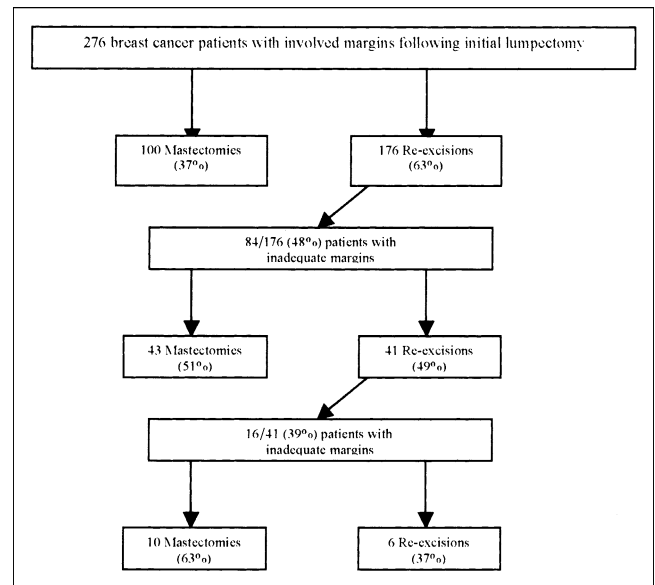 276 breast cancer patients with involved margins following initial lumpectomy
100 Mastectomies
(37%)
176 Re-excisions
(63%)
84/176 (48%) patients with
inadequate margins
43 Mastectomies
(51%)
41 Re-excisions
(49%)
16/41 (39%) patients with
inadequate margins
10 Mastectomies
(63%)
6 Re-excisions
(37%)